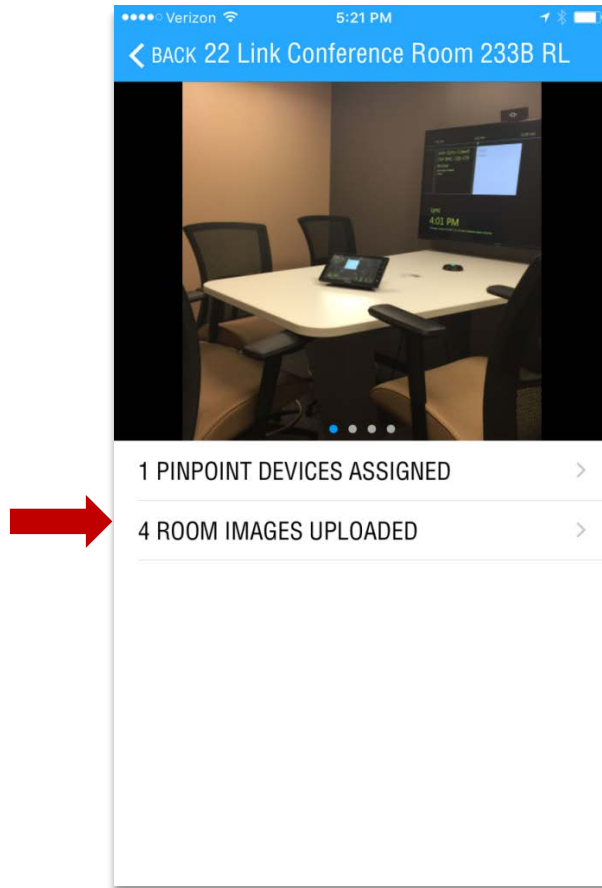 Verizon 5:21 PM
BACK 22 Link Conference Room 233B RL
4:01 PM
1 PINPOINT DEVICES ASSIGNED
4 ROOM IMAGES UPLOADED